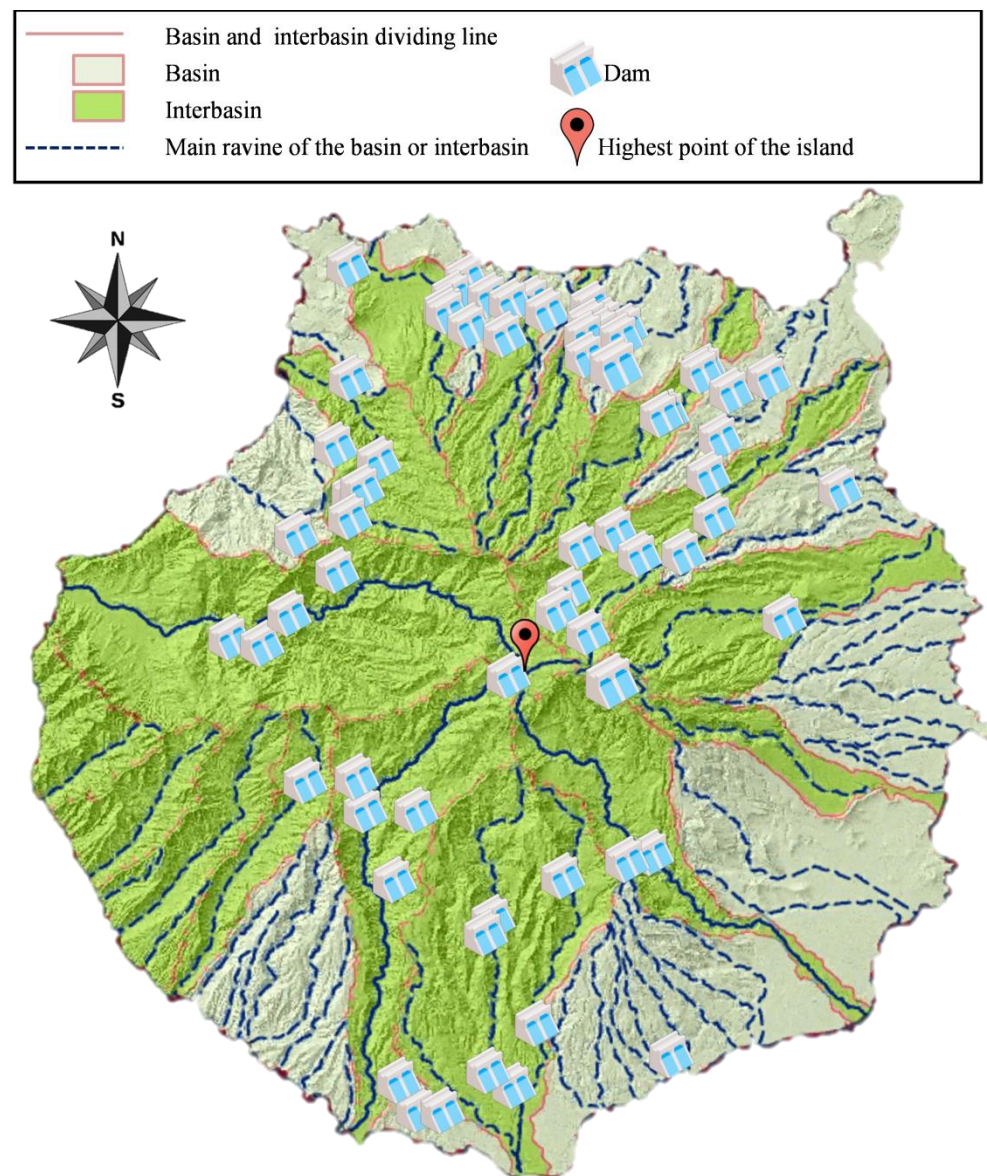 Basin and interbasin dividing line
Basin
Dam
Interbasin
Main ravine of the basin or interbasin
Highest point of the island
N
S